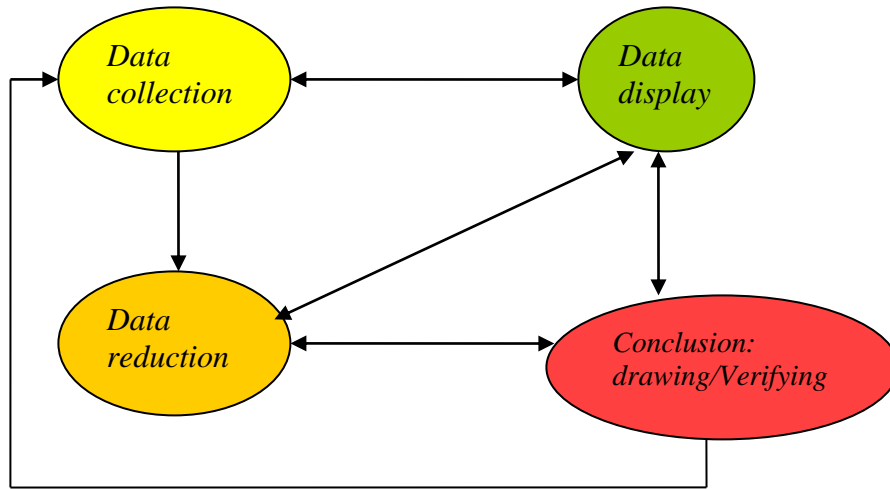 Data
collection
Data
display
Data
reduction
Conclusion:
drawing/Verifying